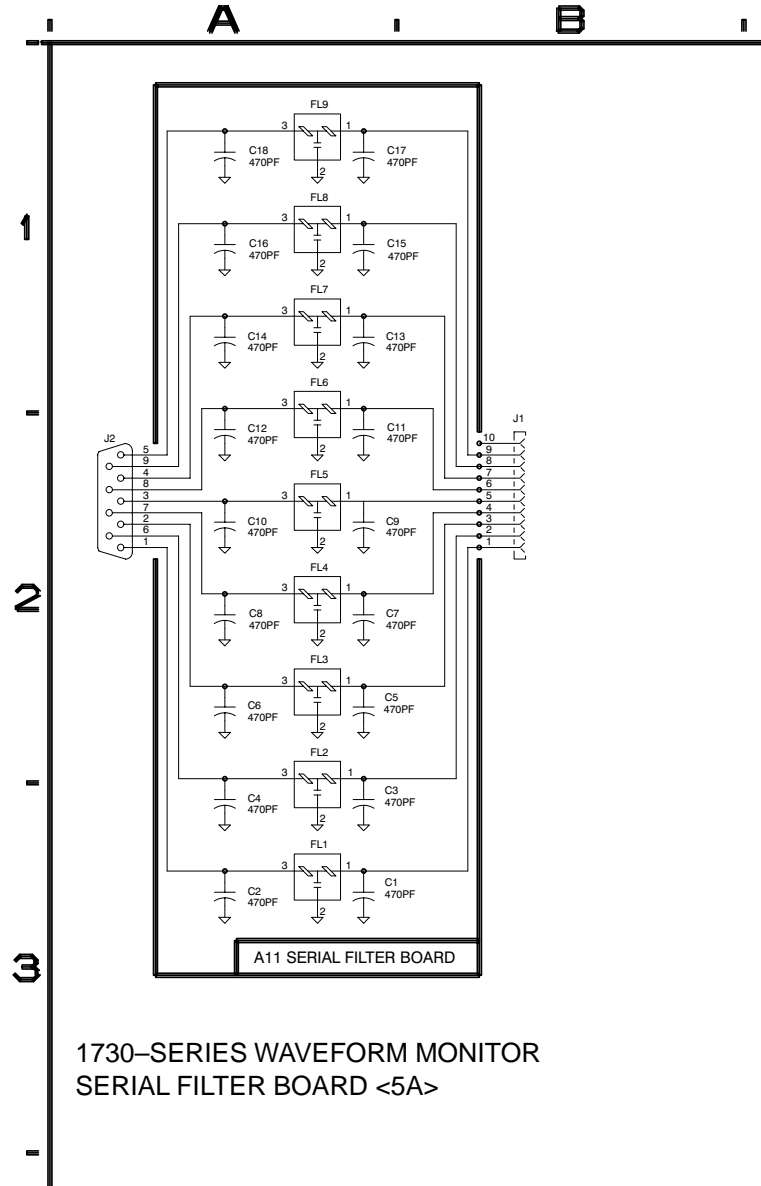 A B
FL9
3 1
C18 C17
470PF 470PF
2
1
FL8
3 1
C16 C15
470PF 470PF
2
FL7
3 1
C14 C13
470PF 470PF
2
FL6
3 1
C12 C11
470PF 470PF
2
J2 J1
5
9
4
8
3
7
2
6
1
10
9
8
7
6
5
4
3
2
1
FL5
3 1
C10 C9
470PF 470PF
2
2
FL4
3 1
C8 C7
470PF 470PF
2
FL3
3 1
C6 C5
470PF 470PF
2
FL2
3 1
C4 C3
470PF 470PF
2
FL1
3 1
C2 C1
470PF 470PF
2
3
A11 SERIAL FILTER BOARD
1730–SERIES WAVEFORM MONITOR
SERIAL FILTER BOARD <5A>